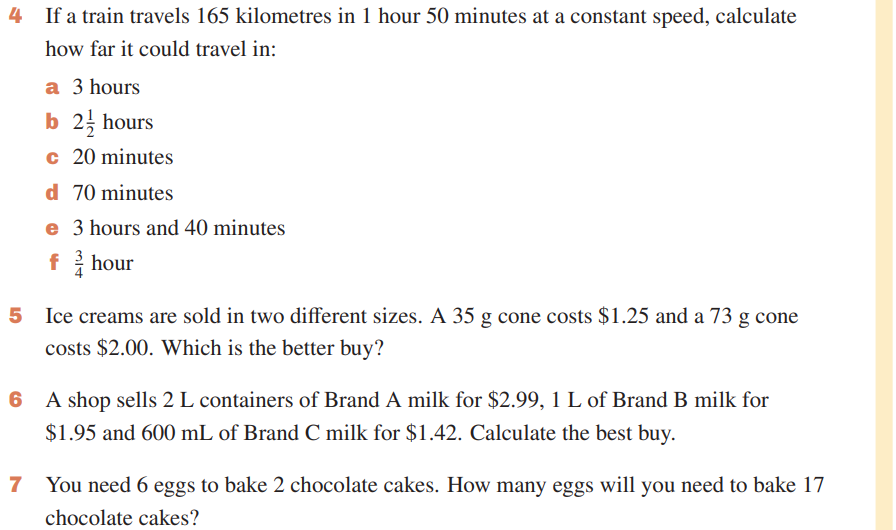 4 If a train travels 165 kilometres in 1 hour 50 minutes at a constant speed, calculate
how far it could travel in:
a 3 hours
b 2 1/2 hours
c 20 minutes
d 70 minutes
e 3 hours and 40 minutes
f 3/4 hour
5 Ice creams are sold in two different sizes. A 35 g cone costs $1.25 and a 73 g cone
costs $2.00. Which is the better buy?
6 A shop sells 2 L containers of Brand A milk for $2.99, 1 L of Brand B milk for
$1.95 and 600 mL of Brand C milk for $1.42. Calculate the best buy.
7 You need 6 eggs to bake 2 chocolate cakes. How many eggs will you need to bake 17
chocolate cakes?